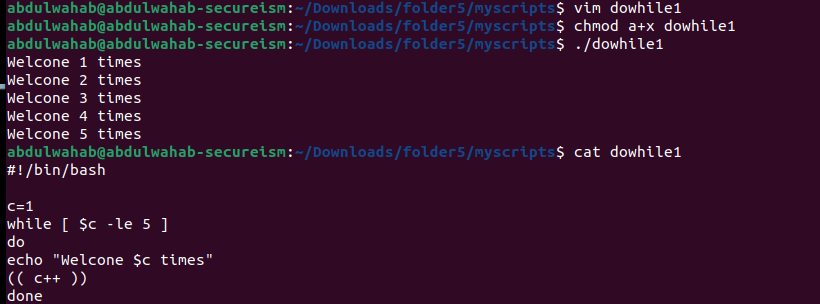 abdulwahab@abdulwahab-secureism:~/Downloads/folder5/myscripts$ vim dowhile1
abdulwahab@abdulwahab-secureism:~/Downloads/folder5/myscripts$ chmod a+x dowhile1
abdulwahab@abdulwahab-secureism:~/Downloads/folder5/myscripts$ ./dowhile1
Welcone 1 times
Welcone 2 times
Welcone 3 times
Welcone 4 times
Welcone 5 times
abdulwahab@abdulwahab-secureism:~/Downloads/folder5/myscripts$ cat dowhile1
#!/bin/bash
c=1
while [ $c -le 5 ]
do
echo "Welcone $c times"
(( c++ ))
done